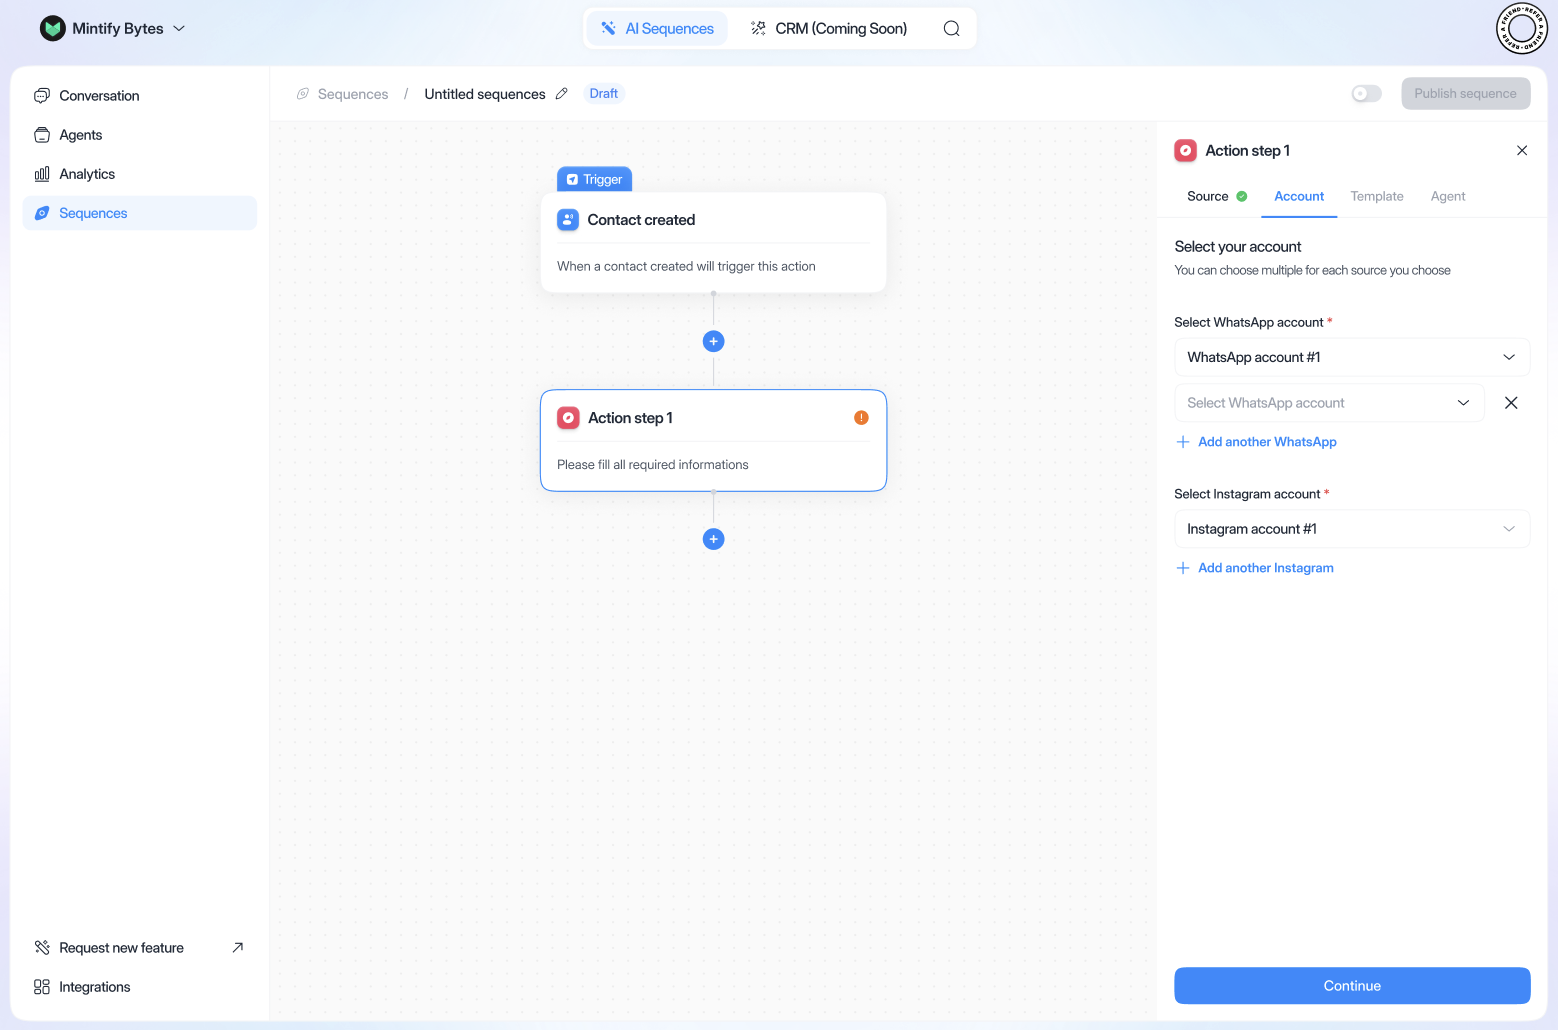 Mintify Bytes
AI Sequences
CRM (Coming Soon)
REFER A FRIEND • REFER A FRIEND •
Conversation
Agents
Analytics
Sequences
Request new feature
Integrations
Sequences / Untitled sequences
Draft
Publish sequence
Trigger
Contact created
When a contact created will trigger this action
Action step 1
Please fill all required informations
Action step 1
Source
Account
Template
Agent
Select your account
You can choose multiple for each source you choose
Select WhatsApp account *
WhatsApp account #1
Select WhatsApp account
Add another WhatsApp
Select Instagram account *
Instagram account #1
Add another Instagram
Continue